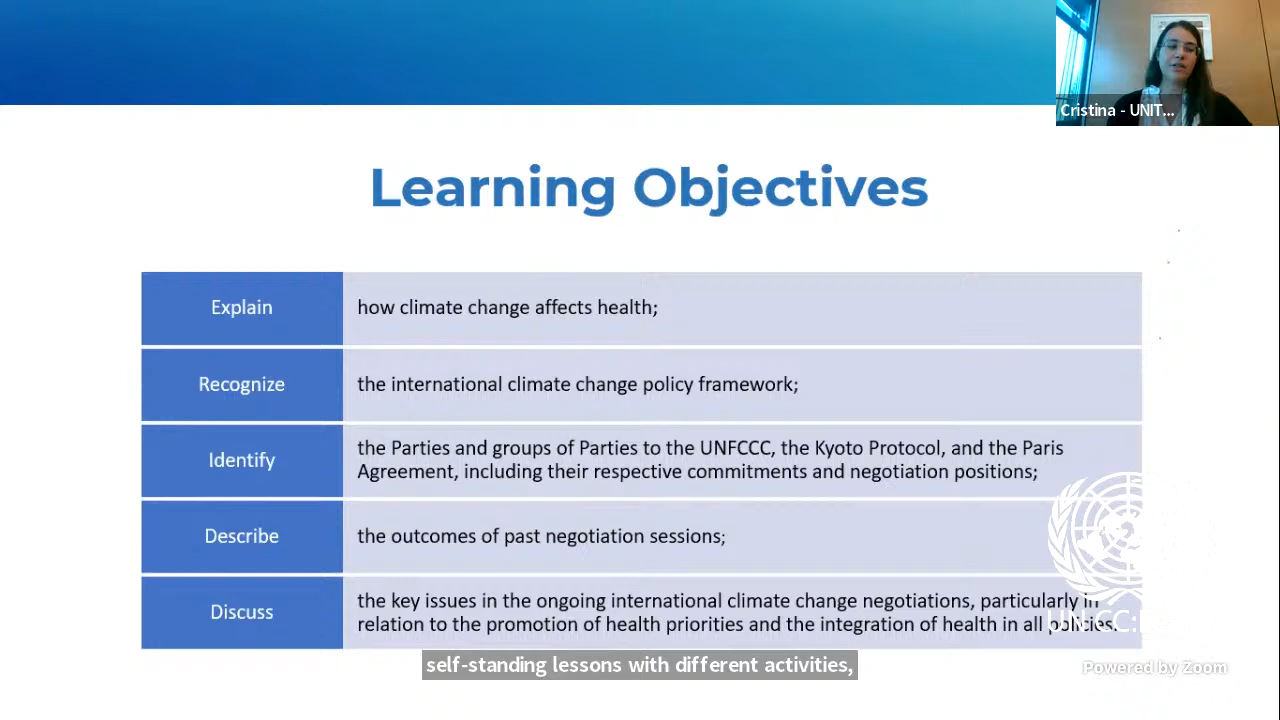 Cristina - UNIT...
Learning Objectives
Explain
how climate change affects health;
Recognize
the international climate change policy framework;
Identify
the Parties and groups of Parties to the UNFCCC, the Kyoto Protocol, and the Paris
Agreement, including their respective commitments and negotiation positions;
Describe
the outcomes of past negotiation sessions;
Discuss
the key issues in the ongoing international climate change negotiations, particularly in
relation to the promotion of health priorities and the integration of health in all policies.
UN CC:
self-standing lessons with different activities,
Powered by Zoom